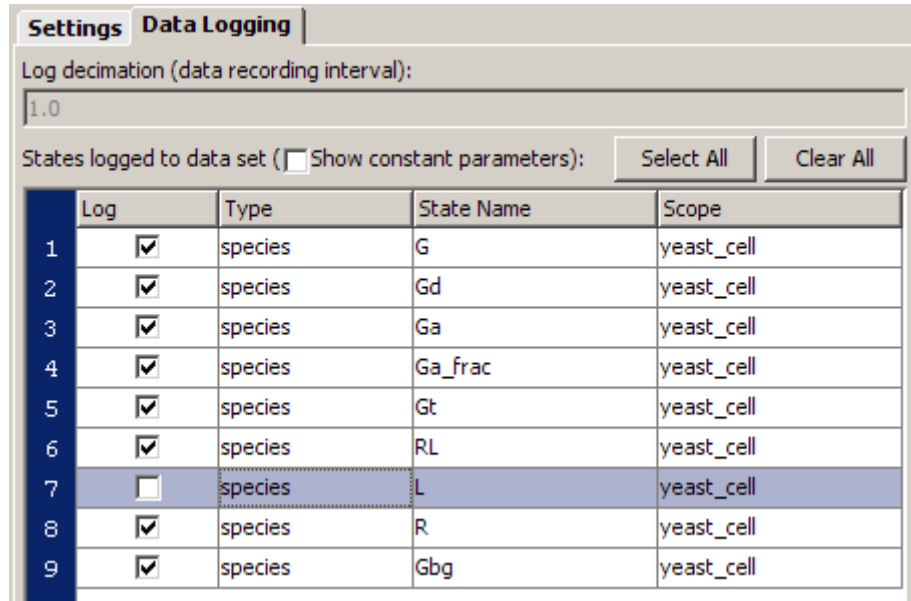 Settings Data Logging
Log decimation (data recording interval):
1.0
States logged to data set ( Show constant parameters): Select All Clear All
Log Type State Name Scope
1 species G yeast_cell
2 species Gd yeast_cell
3 species Ga yeast_cell
4 species Ga_frac yeast_cell
5 species Gt yeast_cell
6 species RL yeast_cell
7 species L yeast_cell
8 species R yeast_cell
9 species Gbg yeast_cell